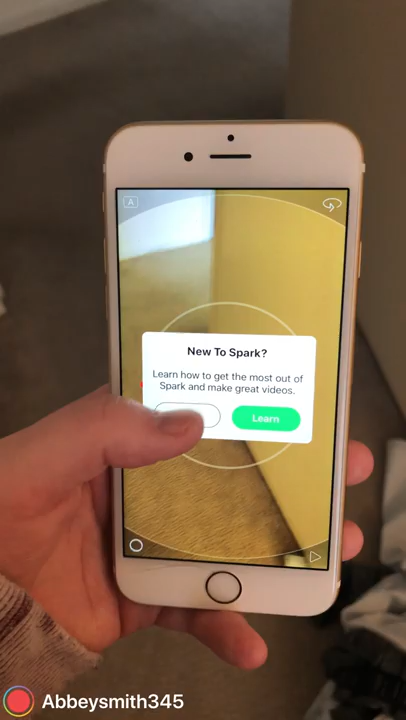 A
New To Spark?
Learn how to get the most out of
Spark and make great videos.
Learn
Abbeysmith345